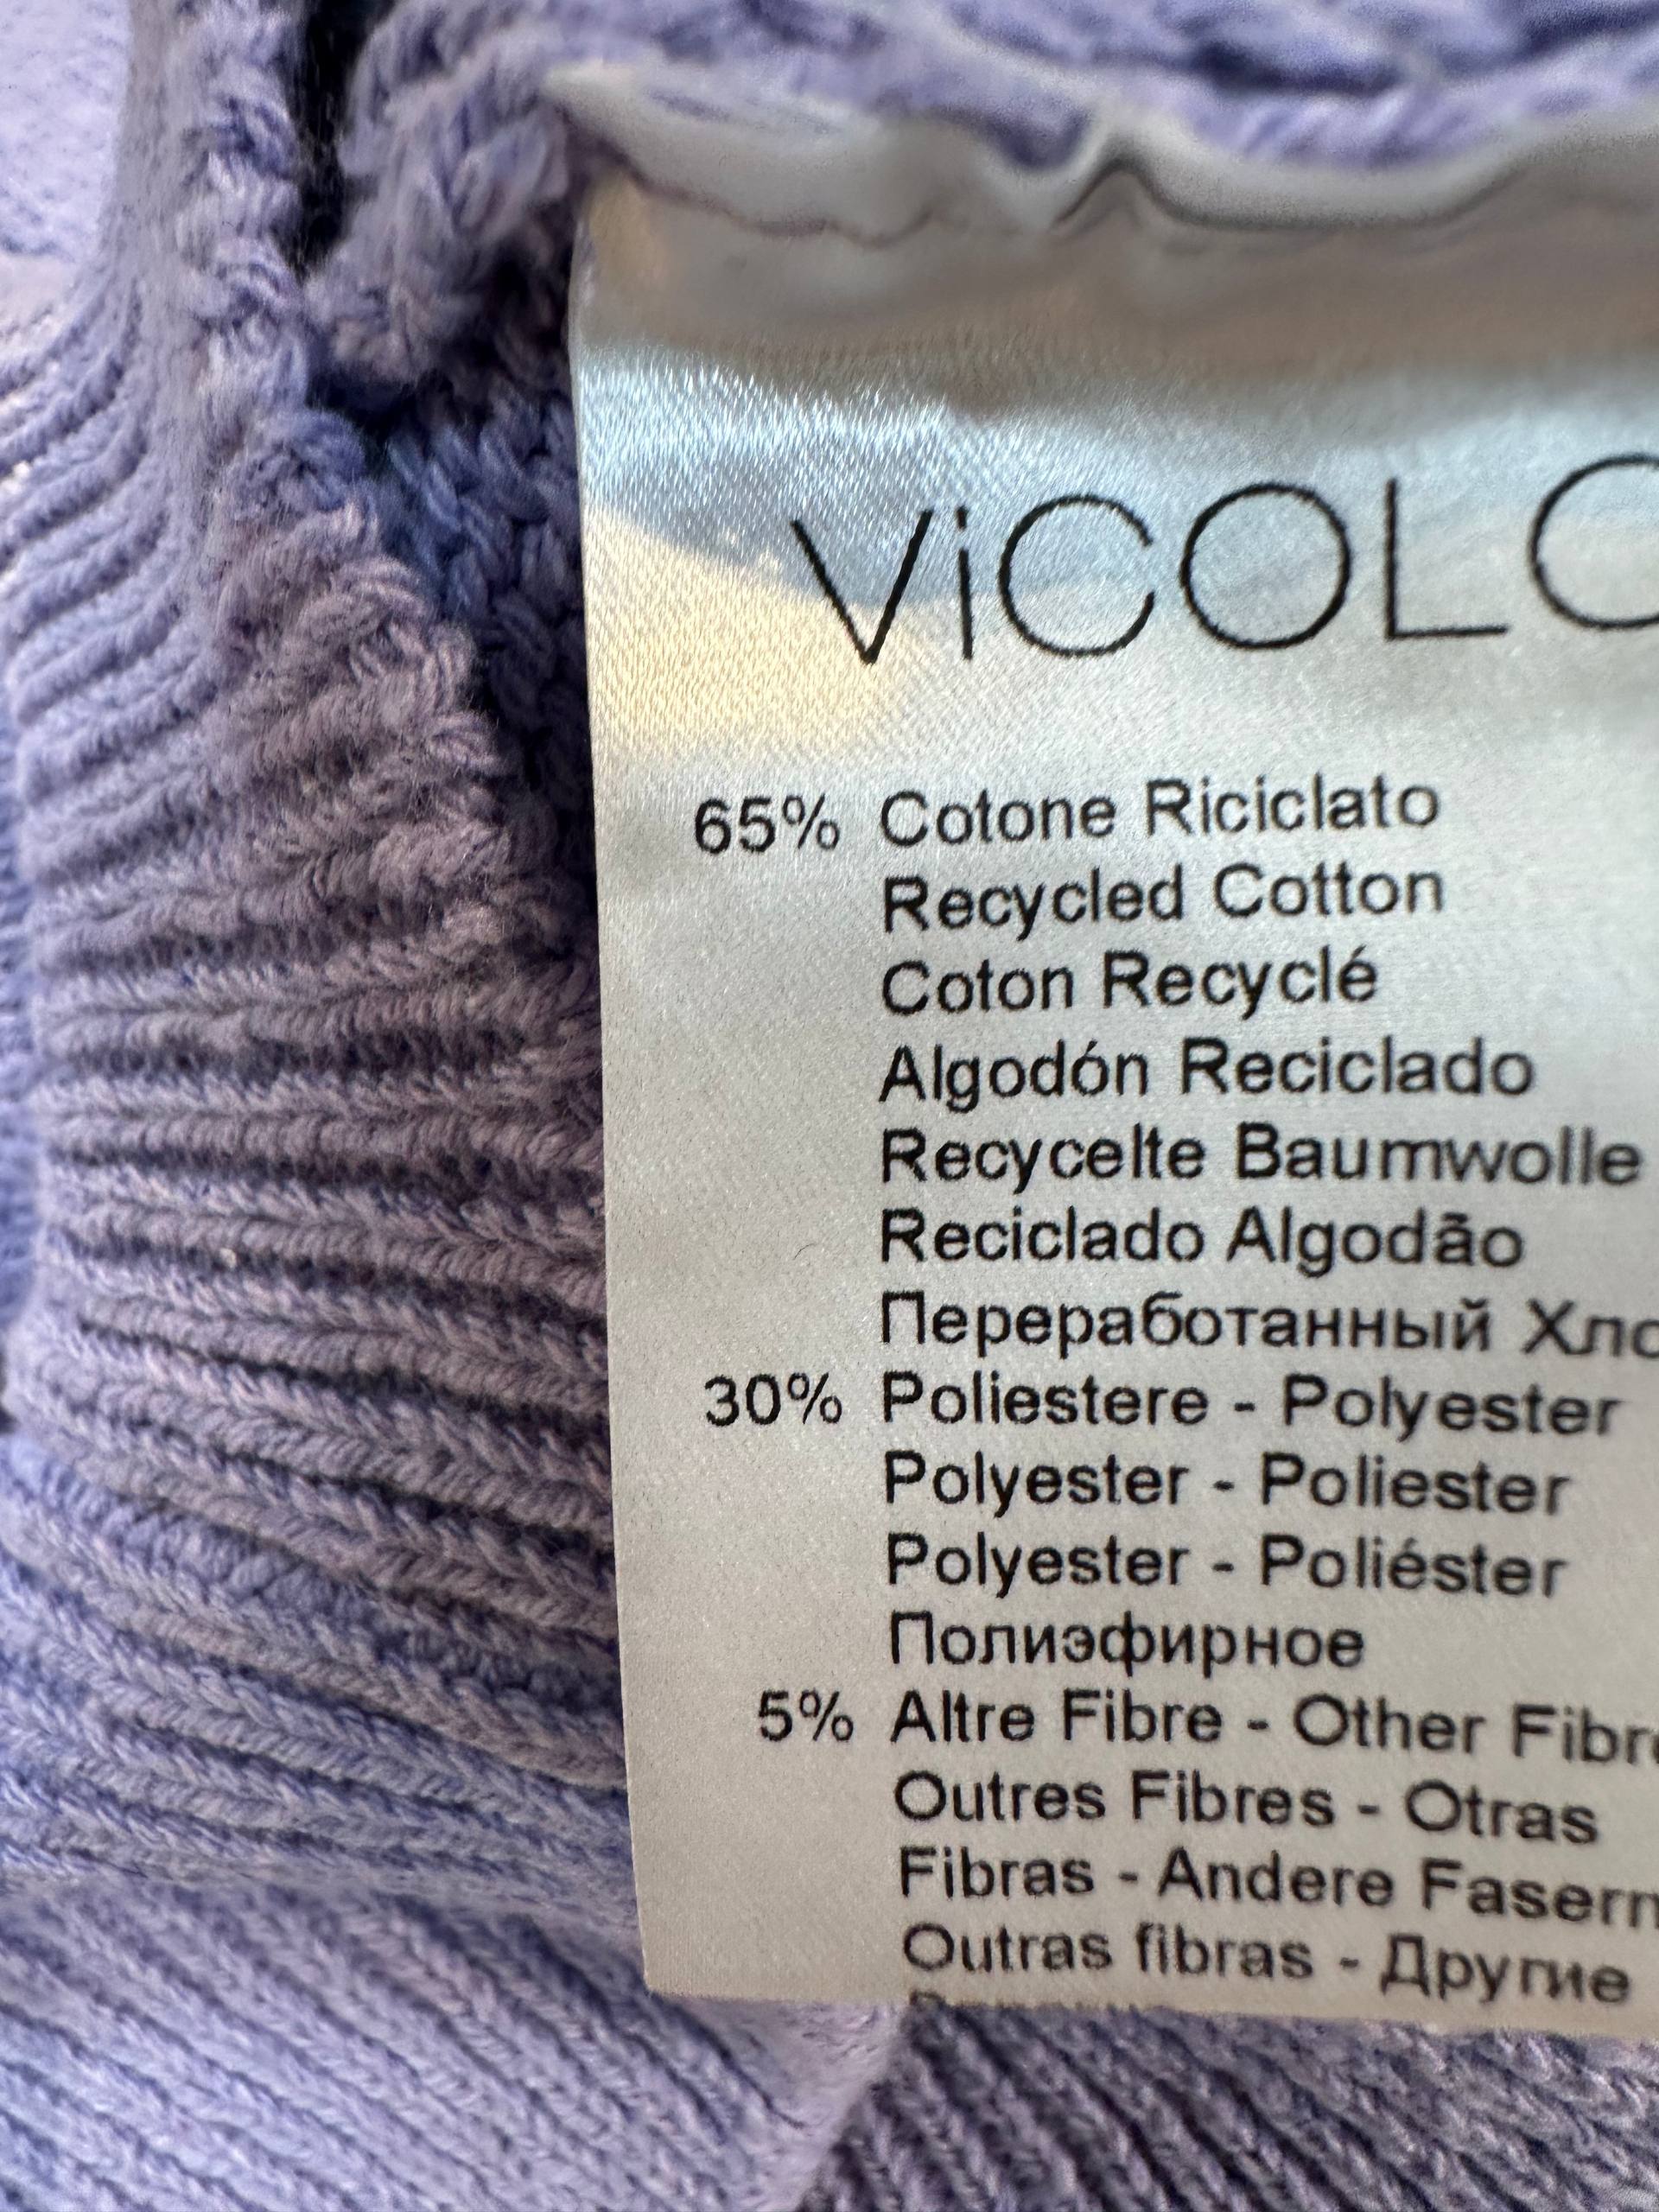 ViCOLO
65% Cotone Riciclato
Recycled Cotton
Coton Recyclé
Algodón Reciclado
Recycelte Baumwolle
Reciclado Algodão
Переработанный
30% Poliestere - Polyester
Polyester - Poliester
Polyester - Poliéster
Полиэфирное
5% Altre Fibre - Other
Outres Fibres - Otras
Fibras - Andere Fasern
Outras fibras - Другие